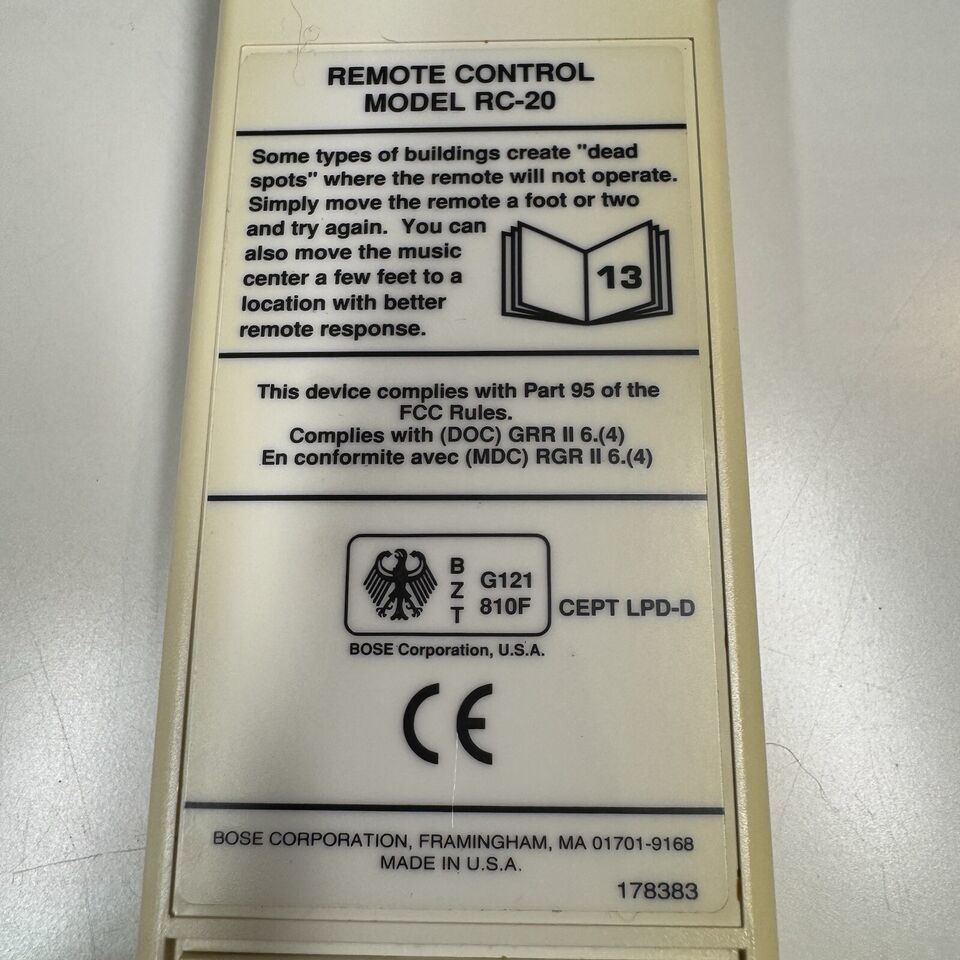 REMOTE CONTROL
MODEL RC-20
Some types of buildings create "dead
spots" where the remote will not operate.
Simply move the remote a foot or two
and try again. You can
also move the music
center a few feet to a
location with better
remote response.
13
This device complies with Part 95 of the
FCC Rules.
Complies with (DOC) GRR II 6.(4)
En conformite avec (MDC) RGR II 6.(4)
BZT
G121
810F
CEPT LPD-D
BOSE Corporation, U.S.A.
CE
BOSE CORPORATION, FRAMINGHAM, MA 01701-9168
MADE IN U.S.A.
178383